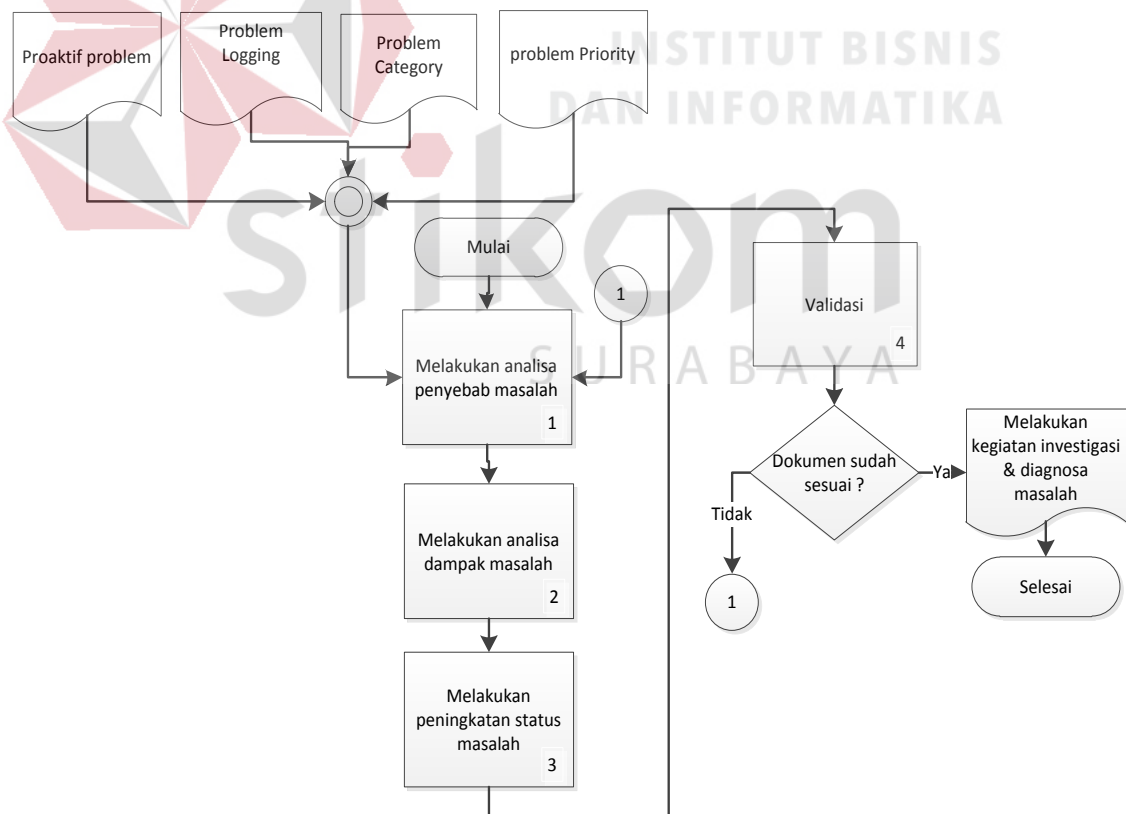 Proaktif problem
Problem
Logging
Problem
Category
problem Priority
INSTITUT BISNIS
DAN INFORMATIKA
stikom
SURABAYA
Mulai
1
Melakukan analisa
penyebab masalah
1
Melakukan analisa
dampak masalah
2
Melakukan
peningkatan status
masalah
3
Validasi
4
Dokumen sudah
sesuai ?
Ya
Tidak
1
Melakukan
kegiatan investigasi
& diagnosa
masalah
Selesai